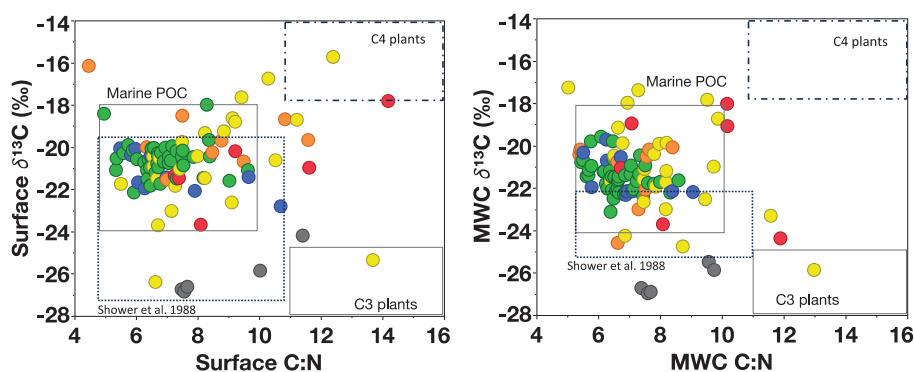 -14
-16
-18
-20
-22
-24
-26
-28
Surface δ13C (‰)
C4 plants
Marine POC
Shower et al. 1988
C3 plants
4 6 8 10 12 14 16
Surface C:N
-14
-16
-18
-20
-22
-24
-26
-28
MWC δ13C (‰)
C4 plants
Marine POC
Shower et al. 1988
C3 plants
4 6 8 10 12 14 16
MWC C:N